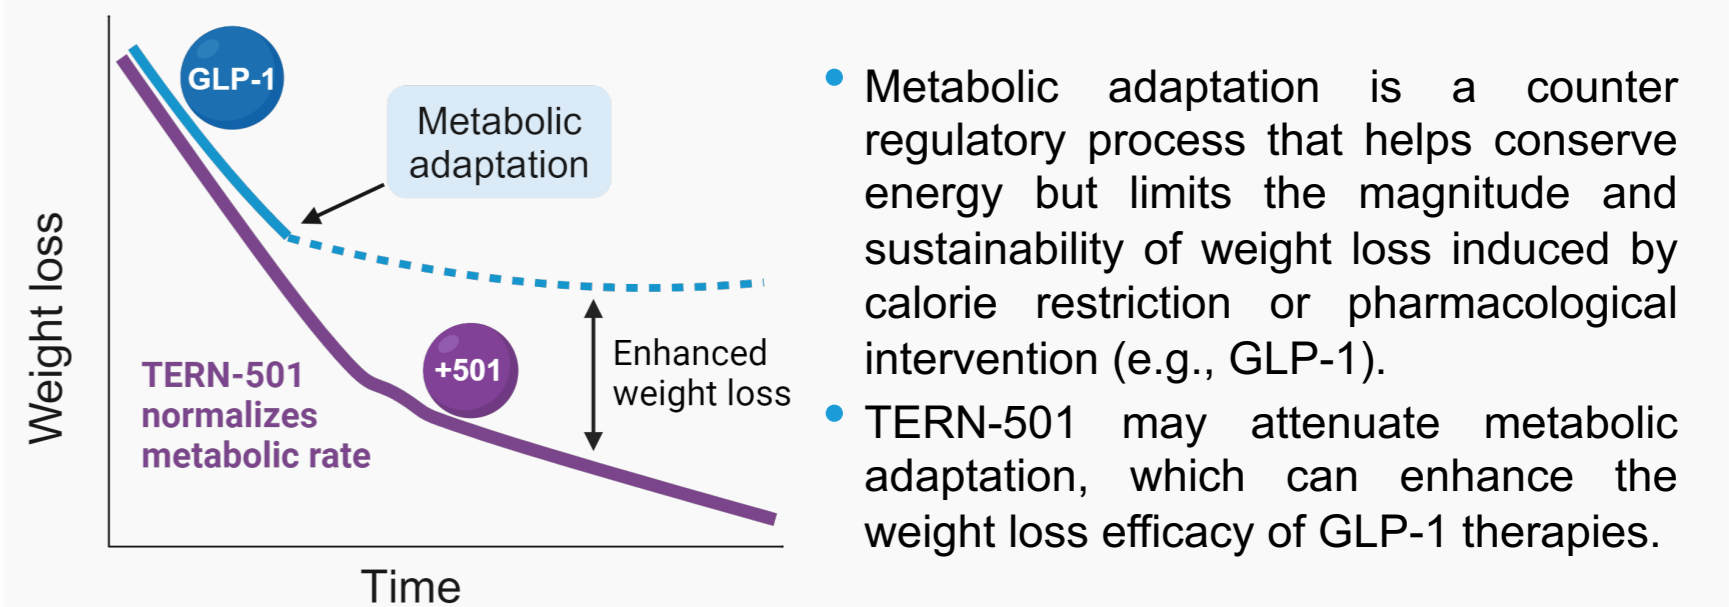 GLP-1
Metabolic
adaptation
Weight loss
+501
Enhanced
weight loss
TERN-501
normalizes
metabolic rate
Time
• Metabolic adaptation is a counter
regulatory process that helps conserve
energy but limits the magnitude and
sustainability of weight loss induced by
calorie restriction or pharmacological
intervention (e.g., GLP-1).
• TERN-501 may attenuate metabolic
adaptation, which can enhance the
weight loss efficacy of GLP-1 therapies.